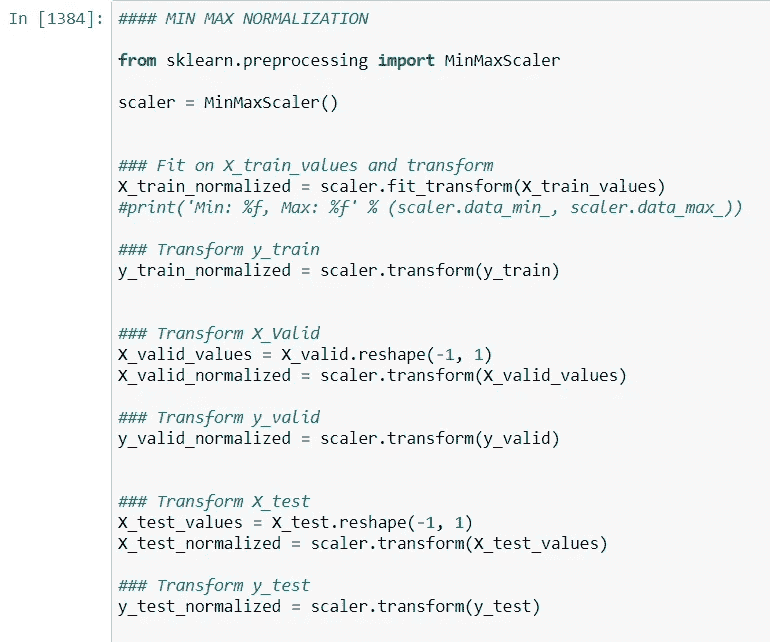 In [1384]: #### MIN MAX NORMALIZATION
from sklearn.preprocessing import MinMaxScaler
scaler = MinMaxScaler()
### Fit on X_train_values and transform
X_train_normalized = scaler.fit_transform(X_train_values)
#print('Min: %f, Max: %f' % (scaler.data_min_, scaler.data_max_))
### Transform y_train
y_train_normalized = scaler.transform(y_train)
### Transform X_Valid
X_valid_values = X_valid.reshape(-1, 1)
X_valid_normalized = scaler.transform(X_valid_values)
### Transform y_valid
y_valid_normalized = scaler.transform(y_valid)
### Transform X_test
X_test_values = X_test.reshape(-1, 1)
X_test_normalized = scaler.transform(X_test_values)
### Transform y_test
y_test_normalized = scaler.transform(y_test)